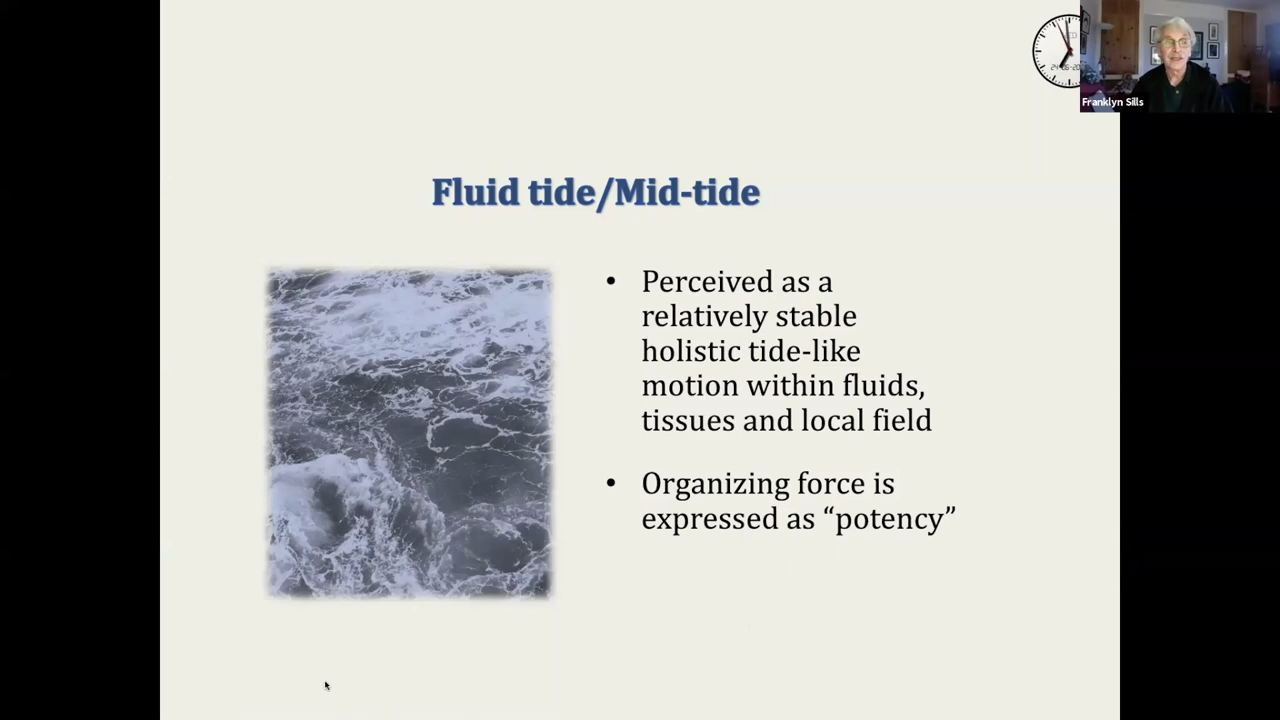 Franklyn Sills
Fluid tide/Mid-tide
• Perceived as a
relatively stable
holistic tide-like
motion within fluids,
tissues and local field
• Organizing force is
expressed as “potency”